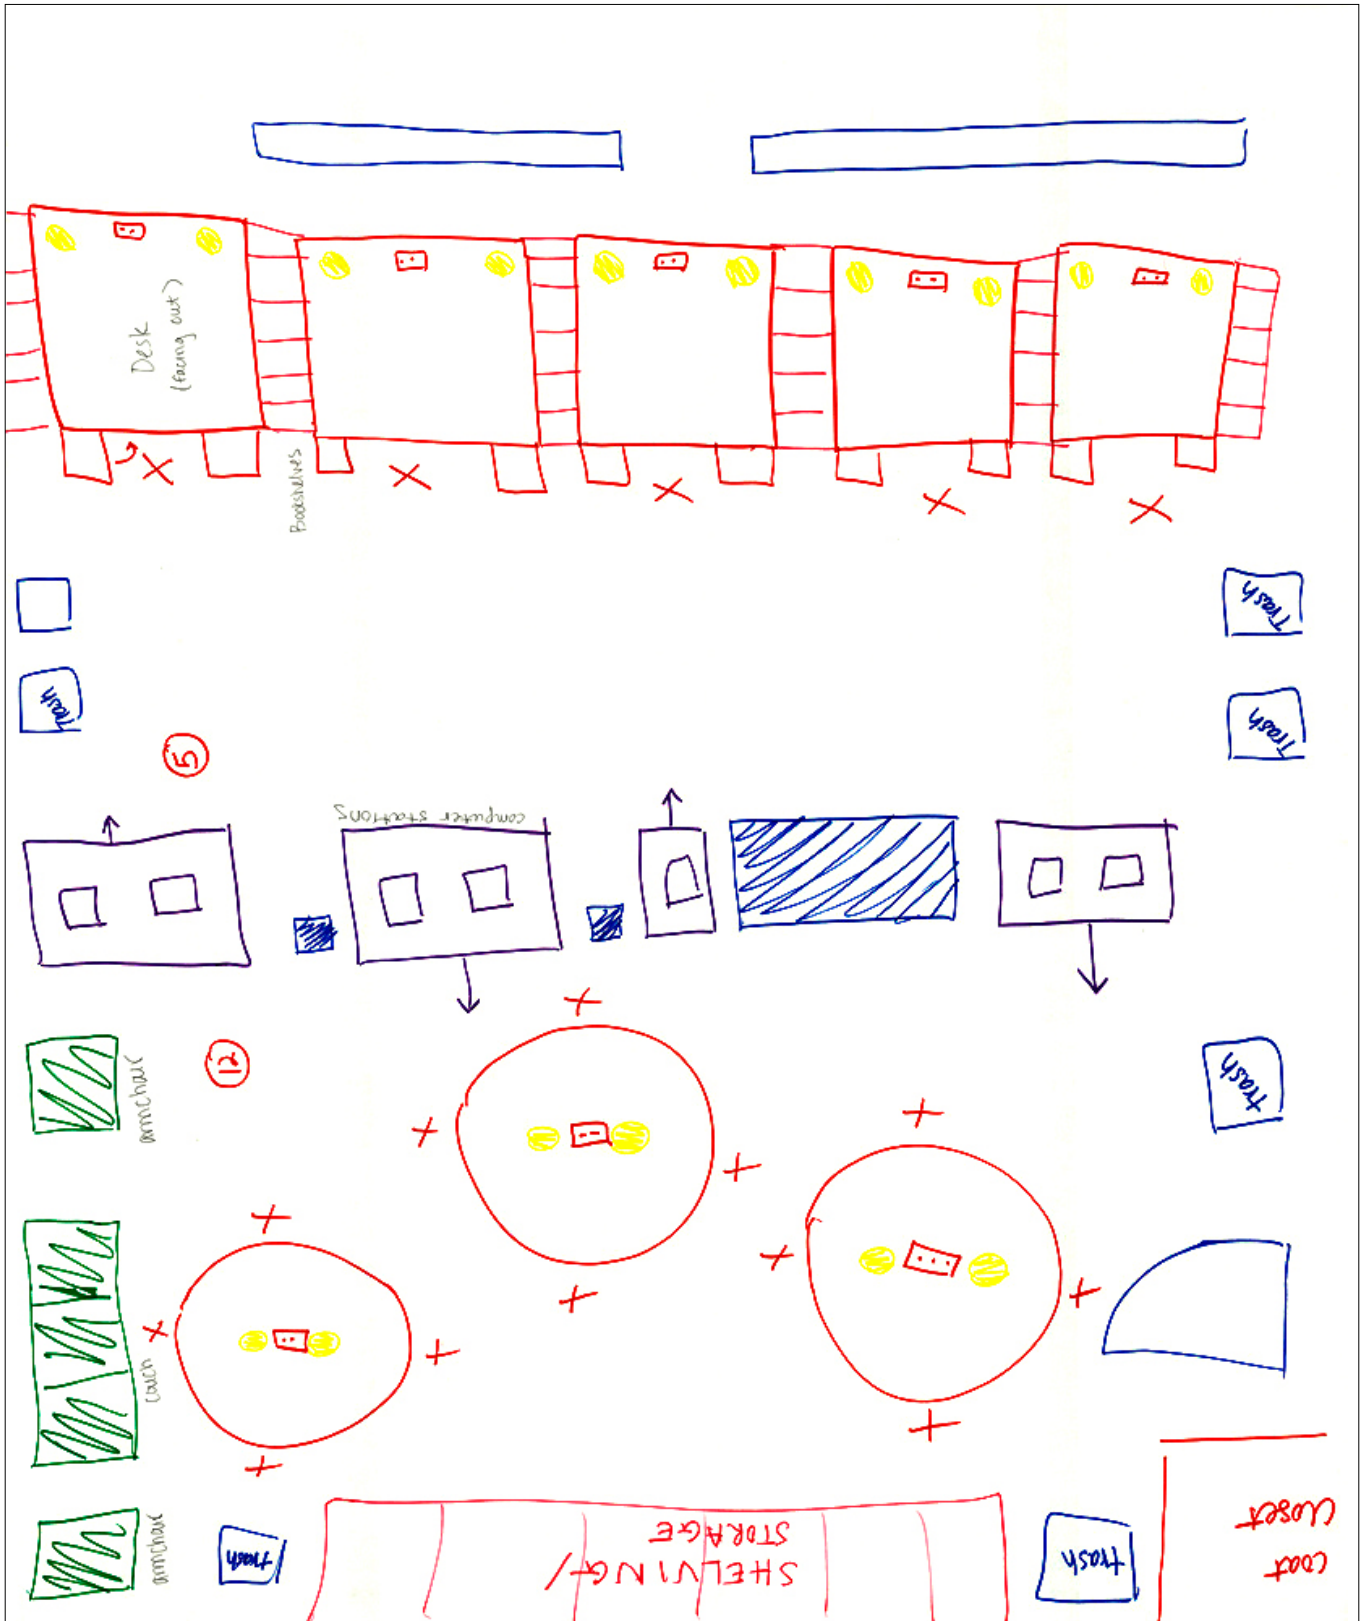 Desk
(facing out)
Bookshelves
Trash
Trash
Trash
5
computer stations
armchair
12
trash
couch
armchair
trash
SHELVING/
STORAGE
trash
coat
closet